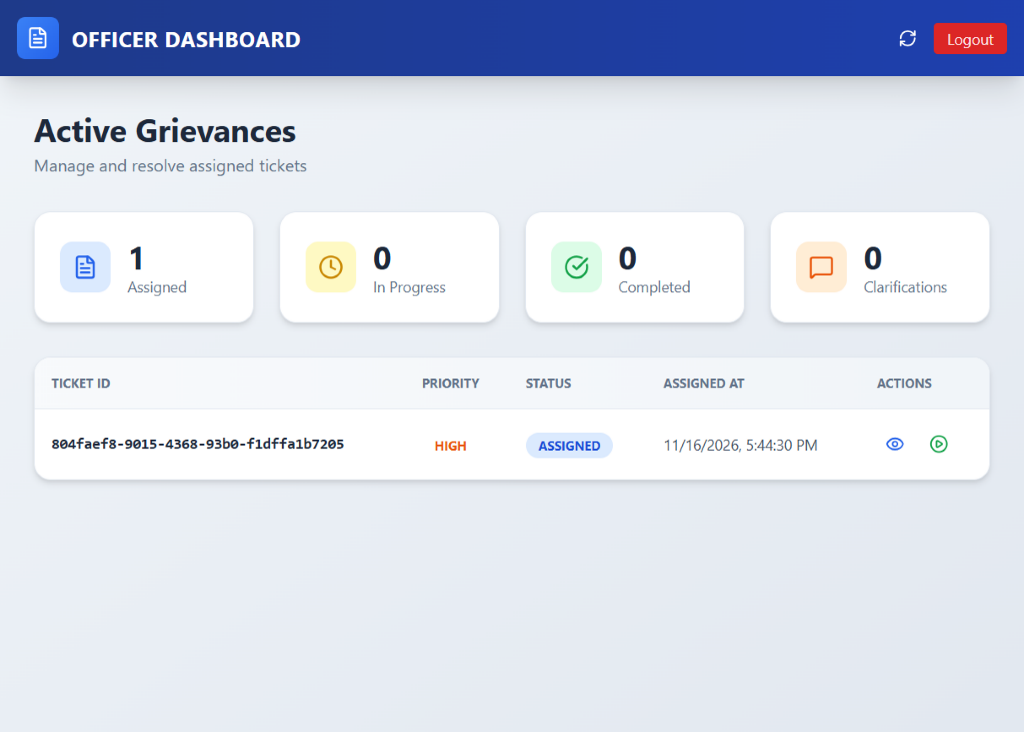 OFFICER DASHBOARD
Logout
Active Grievances
Manage and resolve assigned tickets
1
Assigned
0
In Progress
0
Completed
0
Clarifications
TICKET ID PRIORITY STATUS ASSIGNED AT ACTIONS
804faef8-9015-4368-93b0-f1dffa1b7205 HIGH ASSIGNED 11/16/2026, 5:44:30 PM